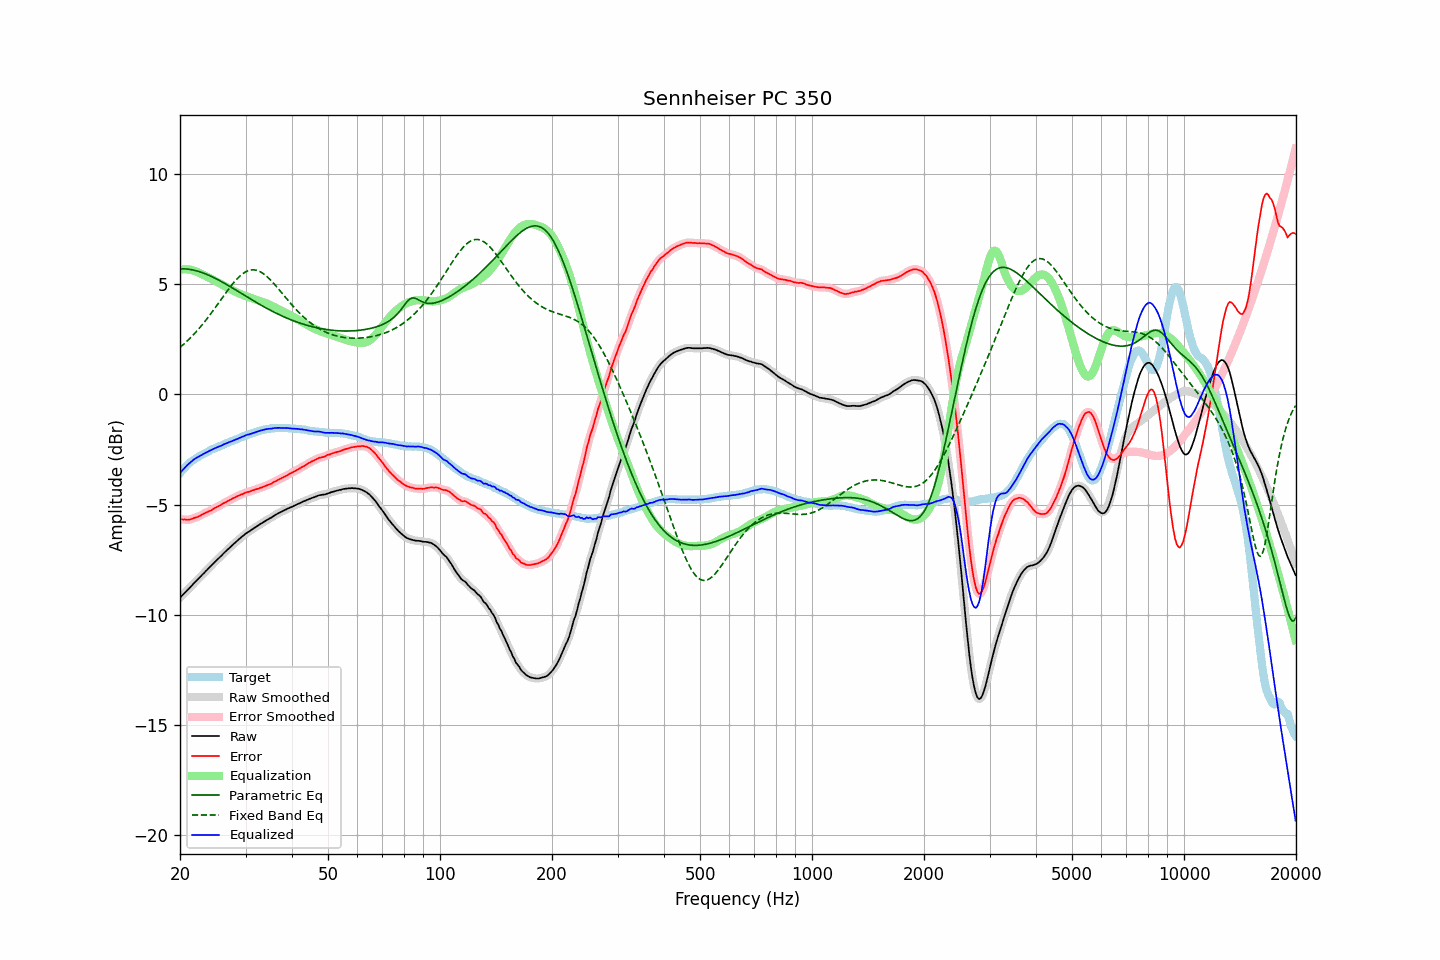 Sennheiser PC 350
Amplitude (dBr)
10
5
0
−5
−10
−15
−20
Target
Raw Smoothed
Error Smoothed
Raw
Error
Equalization
Parametric Eq
Fixed Band Eq
Equalized
20 50 100 200 500 1000 2000 5000 10000 20000
Frequency (Hz)